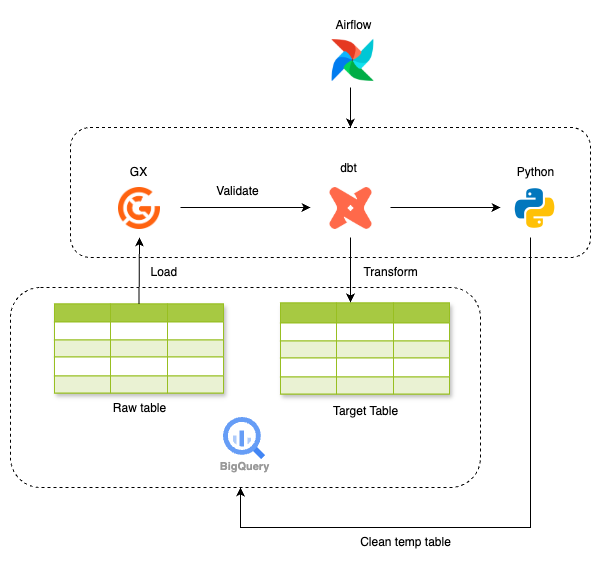 Airflow
GX
dbt
Python
Validate
Load
Transform
Raw table
Target Table
BigQuery
Clean temp table